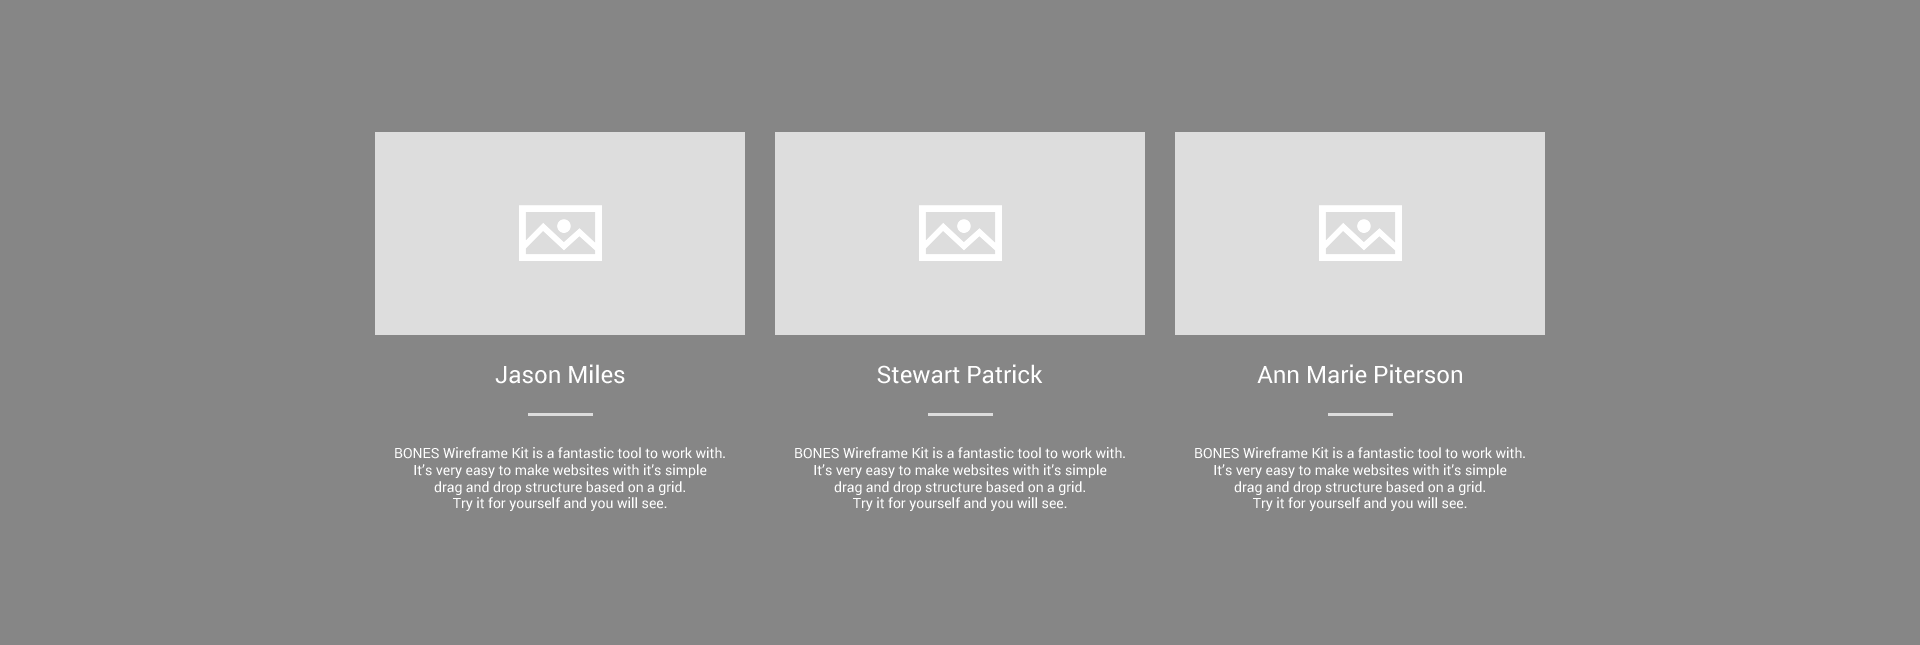 Jason Miles
BONES Wireframe Kit is a fantastic tool to work with.
It’s very easy to make websites with it’s simple
drag and drop structure based on a grid.
Try it for yourself and you will see.
Stewart Patrick
BONES Wireframe Kit is a fantastic tool to work with.
It’s very easy to make websites with it’s simple
drag and drop structure based on a grid.
Try it for yourself and you will see.
Ann Marie Piterson
BONES Wireframe Kit is a fantastic tool to work with.
It’s very easy to make websites with it’s simple
drag and drop structure based on a grid.
Try it for yourself and you will see.